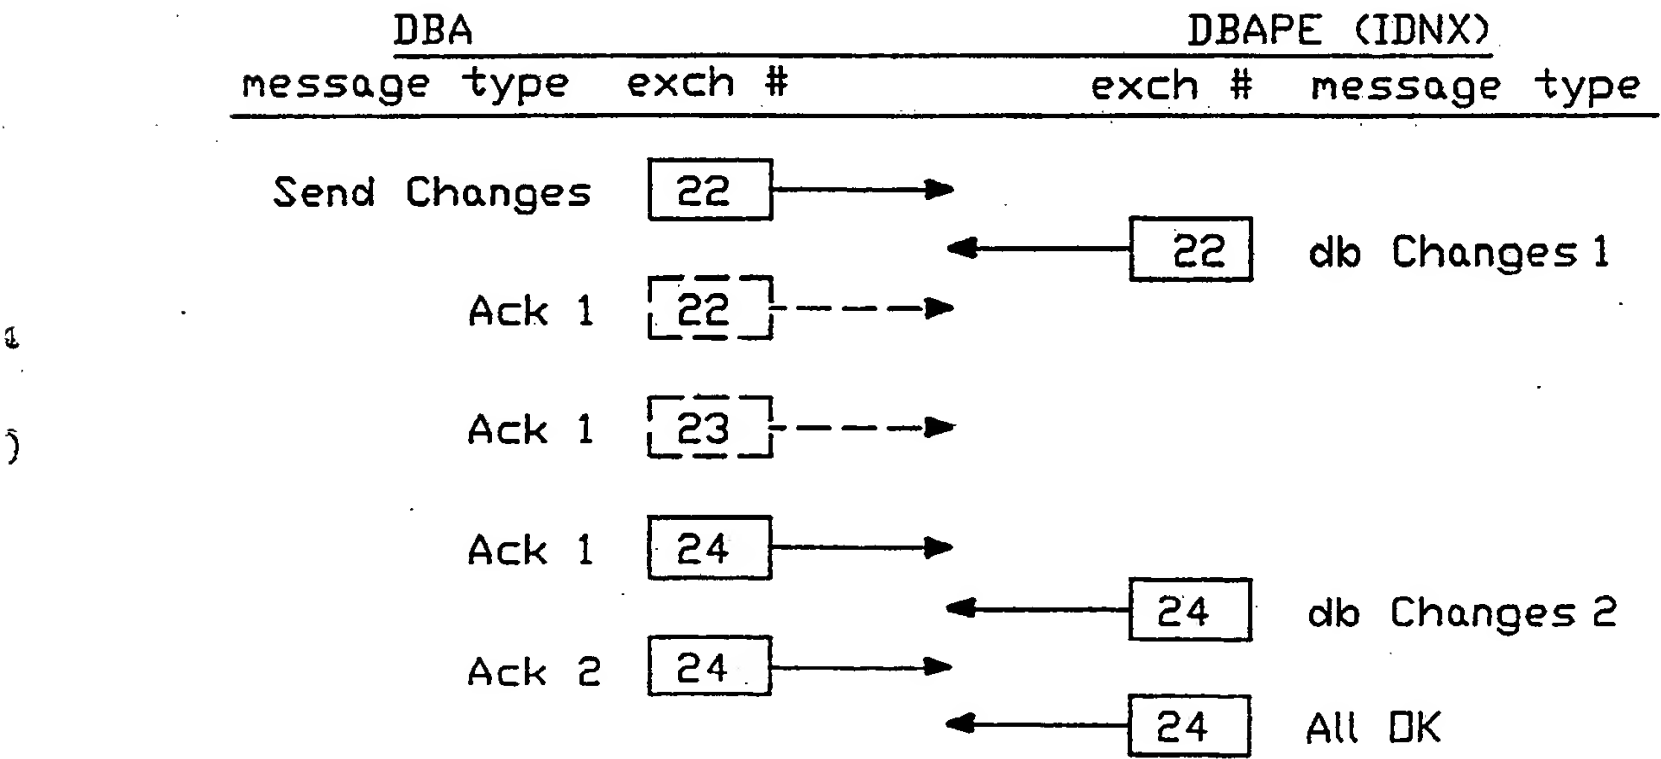 DBA DBAPE (IDNX)
message type exch # exch # message type
Send Changes 22
22 db Changes 1
Ack 1 22
Ack 1 23
Ack 1 24
24 db Changes 2
Ack 2 24
24 All OK